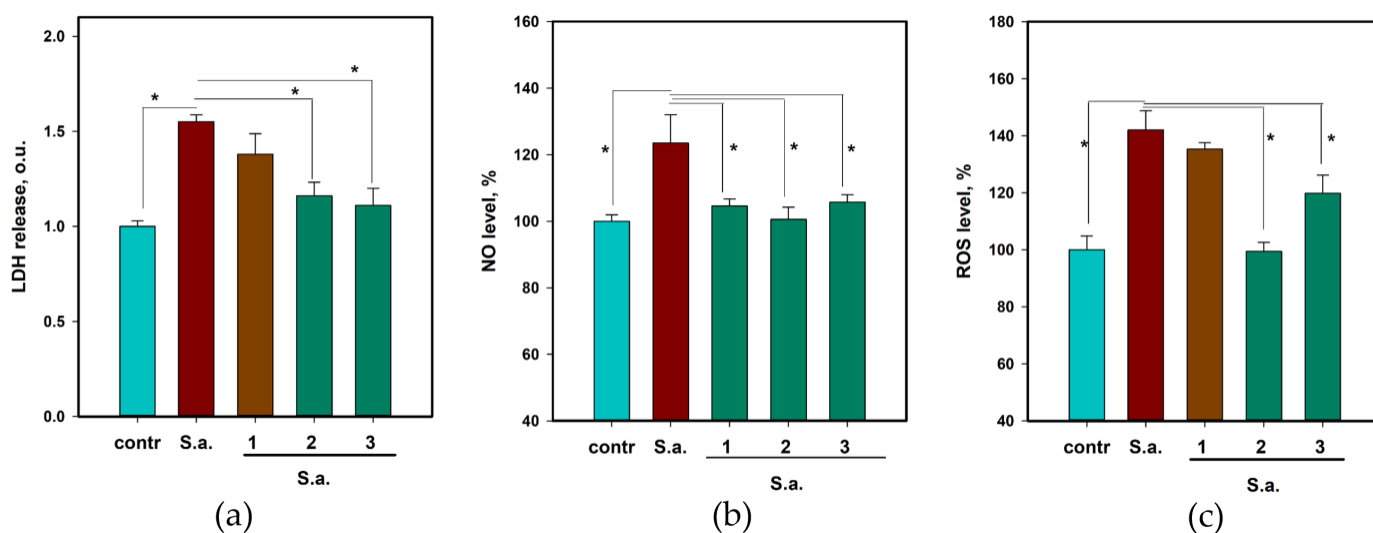 LDH release, o.u.
2.0
1.5
1.0
0.5
0.0
*
*
*
contr S.a. 1 2 3
S.a.
(a)
NO level, %
160
140
120
100
80
60
40
* * * *
contr S.a. 1 2 3
S.a.
(b)
ROS level, %
180
160
140
120
100
80
60
40
* * *
contr S.a. 1 2 3
S.a.
(c)